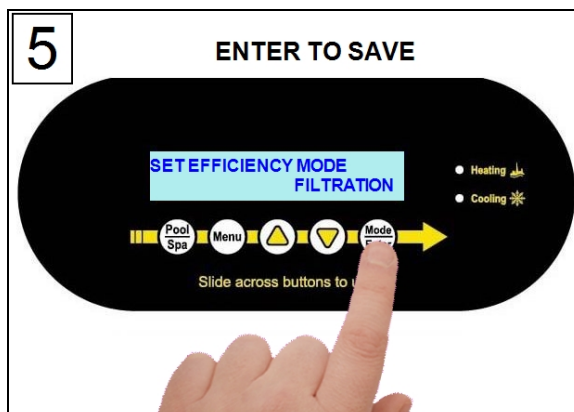 5
ENTER TO SAVE
SET EFFICIENCY MODE
FILTRATION
Heating
Cooling
Pool
Spa
Menu
Mode
Slide across buttons to